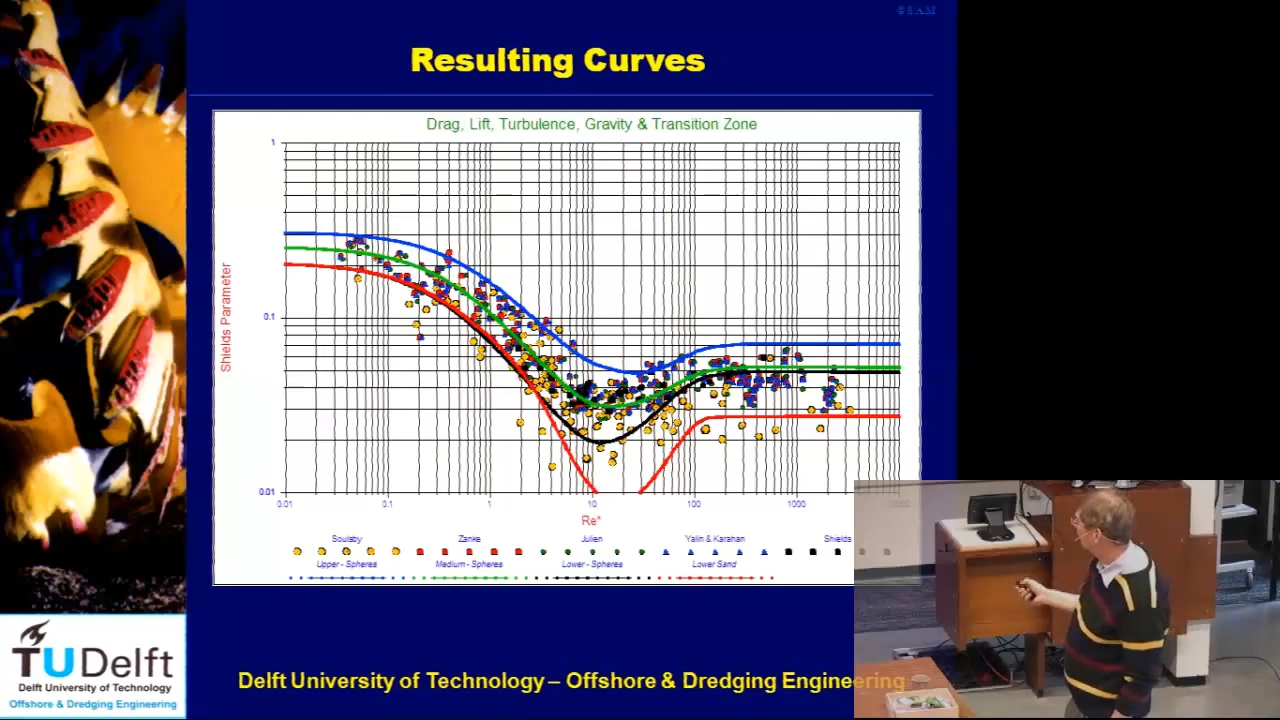 © S A M
Resulting Curves
Drag, Lift, Turbulence, Gravity & Transition Zone
1
0.1
0.01
Shields Parameter
0.01 0.1 1 10 100 1000
Re*
Soulsby Zanke Julien Yalin & Karahan Shields
Upper - Spheres Medium - Spheres Lower - Spheres Lower Sand
TU Delft
Delft University of Technology
Offshore & Dredging Engineering
Delft University of Technology – Offshore & Dredging Engineering